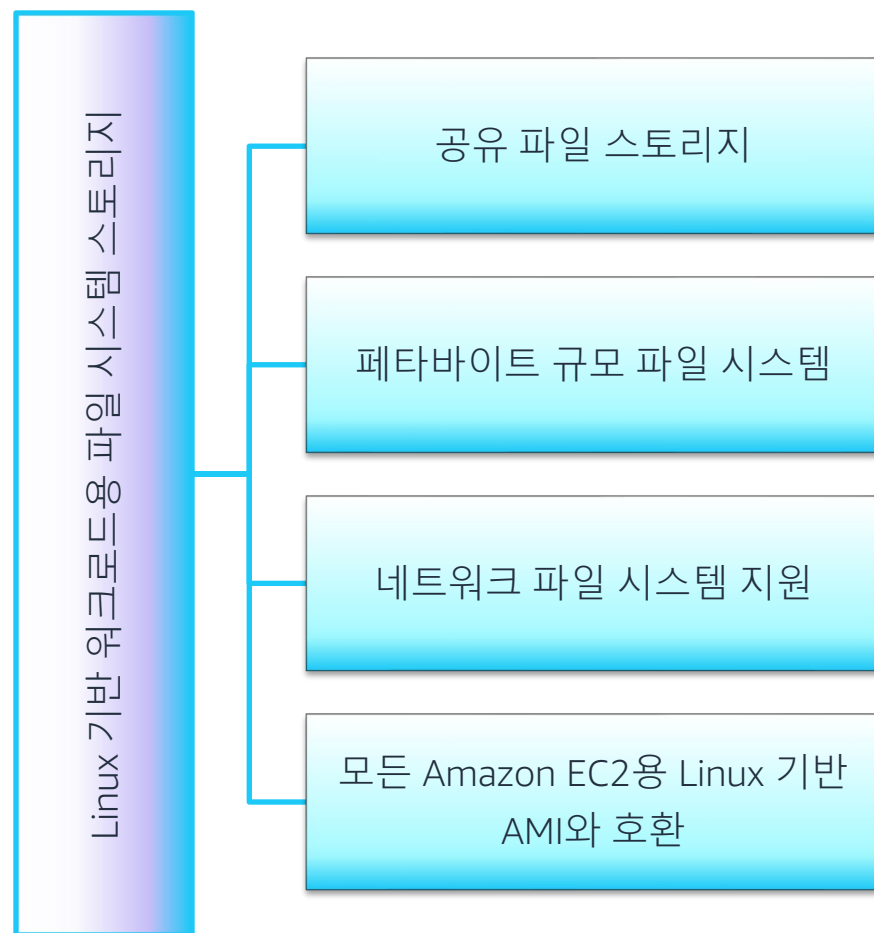 Linux 기반 워크로드용 파일 시스템 스토리지
공유 파일 스토리지
페타바이트 규모 파일 시스템
네트워크 파일 시스템 지원
모든 Amazon EC2용 Linux 기반
AMI와 호환